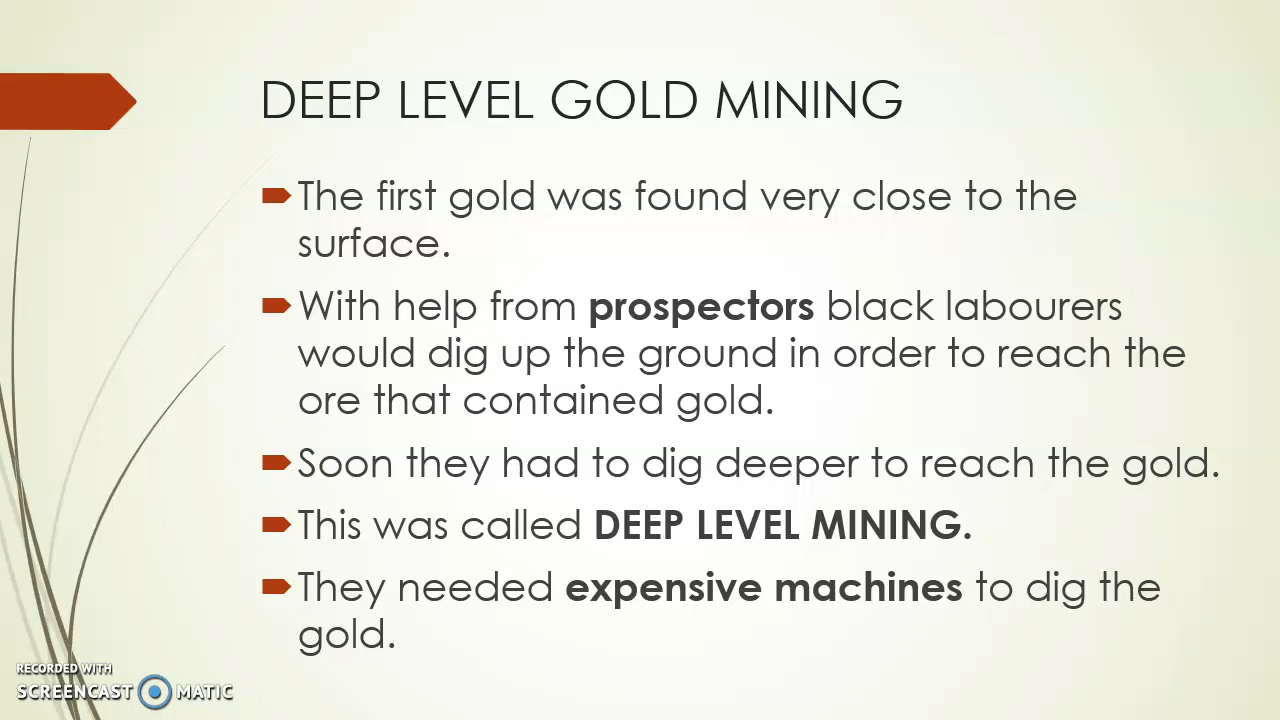 DEEP LEVEL GOLD MINING
The first gold was found very close to the
surface.
With help from prospectors black labourers
would dig up the ground in order to reach the
ore that contained gold.
Soon they had to dig deeper to reach the gold.
This was called DEEP LEVEL MINING.
They needed expensive machines to dig the
gold.
RECORDED WITH
SCREENCAST MATIC